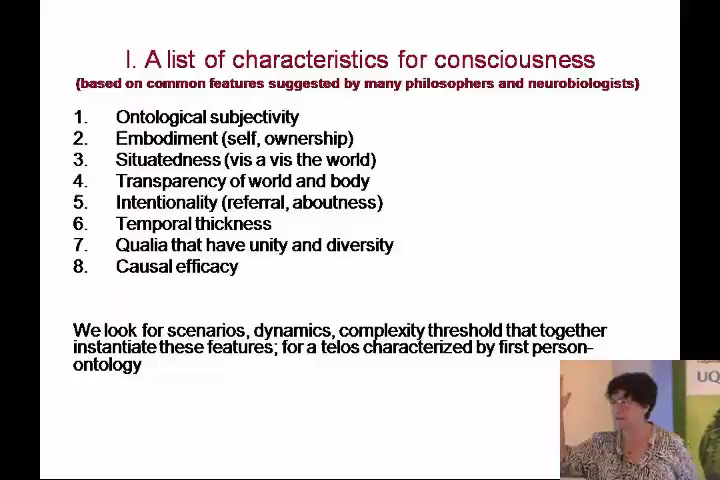 I. A list of characteristics for consciousness
(based on common features suggested by many philosophers and neurobiologists)
1. Ontological subjectivity
2. Embodiment (self, ownership)
3. Situatedness (vis a vis the world)
4. Transparency of world and body
5. Intentionality (referral, aboutness)
6. Temporal thickness
7. Qualia that have unity and diversity
8. Causal efficacy
We look for scenarios, dynamics, complexity threshold that together
instantiate these features; for a telos characterized by first person-
ontology
UQ